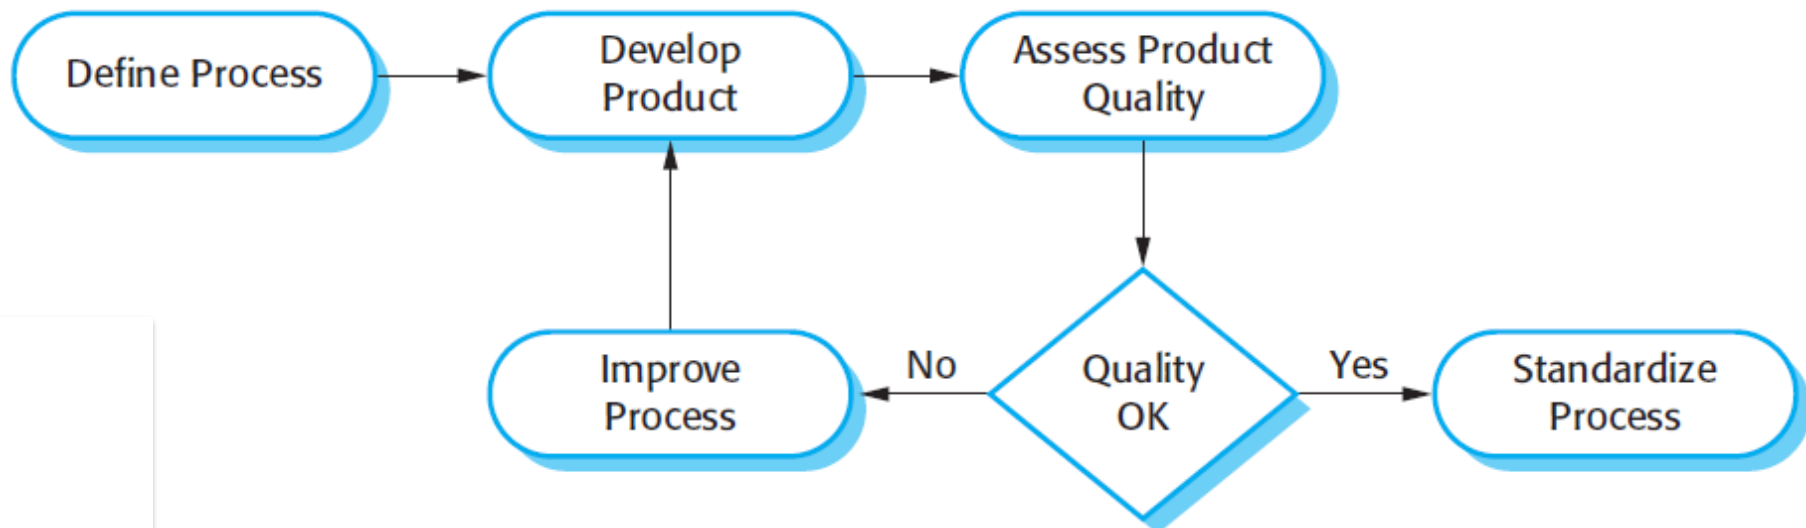 Define Process
Develop
Product
Assess Product
Quality
Improve
Process
No
Quality
OK
Yes
Standardize
Process